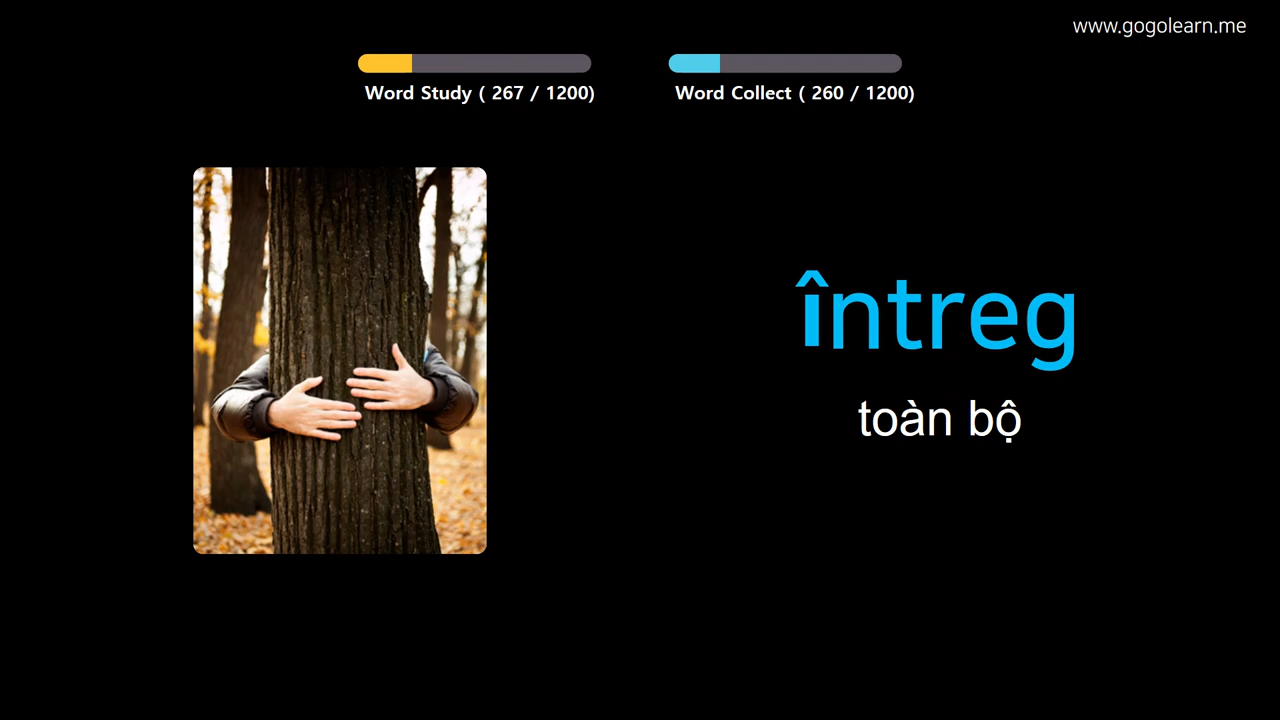 www.gogolearn.me
Word Study ( 267 / 1200)
Word Collect ( 260 / 1200)
întreg
toàn bộ